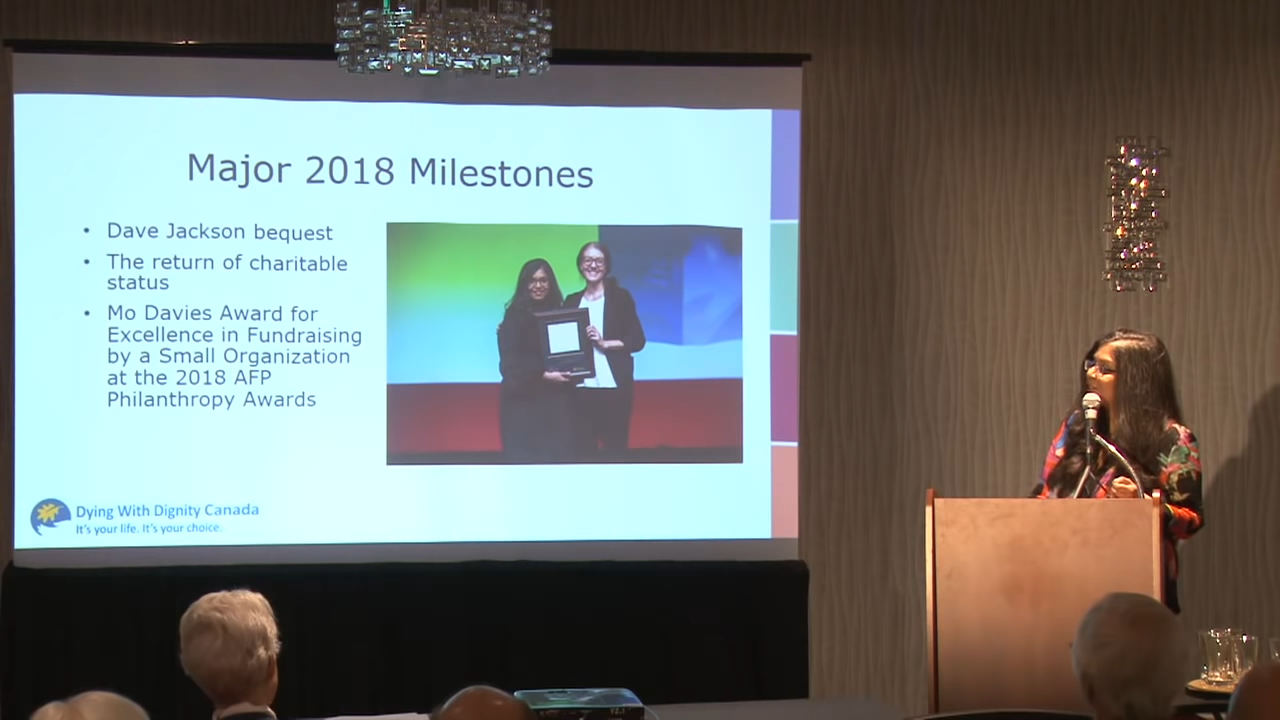 Major 2018 Milestones
• Dave Jackson bequest
• The return of charitable
status
• Mo Davies Award for
Excellence in Fundraising
by a Small Organization
at the 2018 AFP
Philanthropy Awards
Dying With Dignity Canada
It's your life. It's your choice.